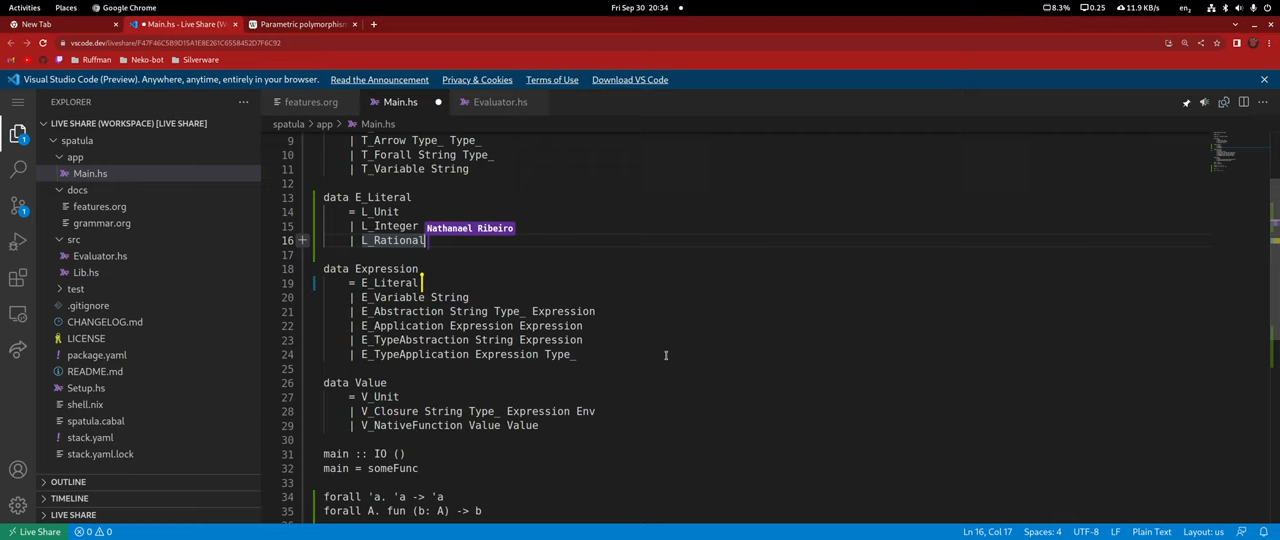 Activities Places Google Chrome Fri Sep 30 20:34 8.3% 0.25 11.9 KB/s en₂
New Tab Main.hs - Live Share (W Parametric polymorphism
vscode.dev/liveshare/F47F46C5B9D15A1E8E261C6558452D7F6C92
Ruffman Neko-bot Silverware
Visual Studio Code (Preview). Anywhere, anytime, entirely in your browser. Read the Announcement Privacy & Cookies Terms of Use Download VS Code
EXPLORER
LIVE SHARE (WORKSPACE) [LIVE SHARE]
spatula
app
Main.hs
docs
features.org
grammar.org
src
Evaluator.hs
Lib.hs
test
.gitignore
CHANGELOG.md
LICENSE
package.yaml
README.md
Setup.hs
shell.nix
spatula.cabal
stack.yaml
stack.yaml.lock
OUTLINE
TIMELINE
SHARE
features.org Main.hs Evaluator.hs
spatula > app > Main.hs
9 | T_Arrow Type_ Type_
10 | T_Forall String Type_
11 | T_Variable String
12
13 data E_Literal
14 = L_Unit
15 | L_Integer
Nathanael Ribeiro
16 | L_Rational
17
18 data Expression
19 = E_Literal
20 | E_Variable String
21 | E_Abstraction String Type_ Expression
22 | E_Application Expression Expression
23 | E_TypeAbstraction String Expression
24 | E_TypeApplication Expression Type_
25
26 data Value
27 = V_Unit
28 | V_Closure String Type_ Expression Env
29 | V_NativeFunction Value Value
30
31 main :: IO ()
32 main = someFunc
33
34 forall 'a. 'a -> 'a
35 forall A. fun (b: A) -> b
Live Share 0 0 Ln 16, Col 17 Spaces: 4 UTF-8 LF Plain Text Layout: us